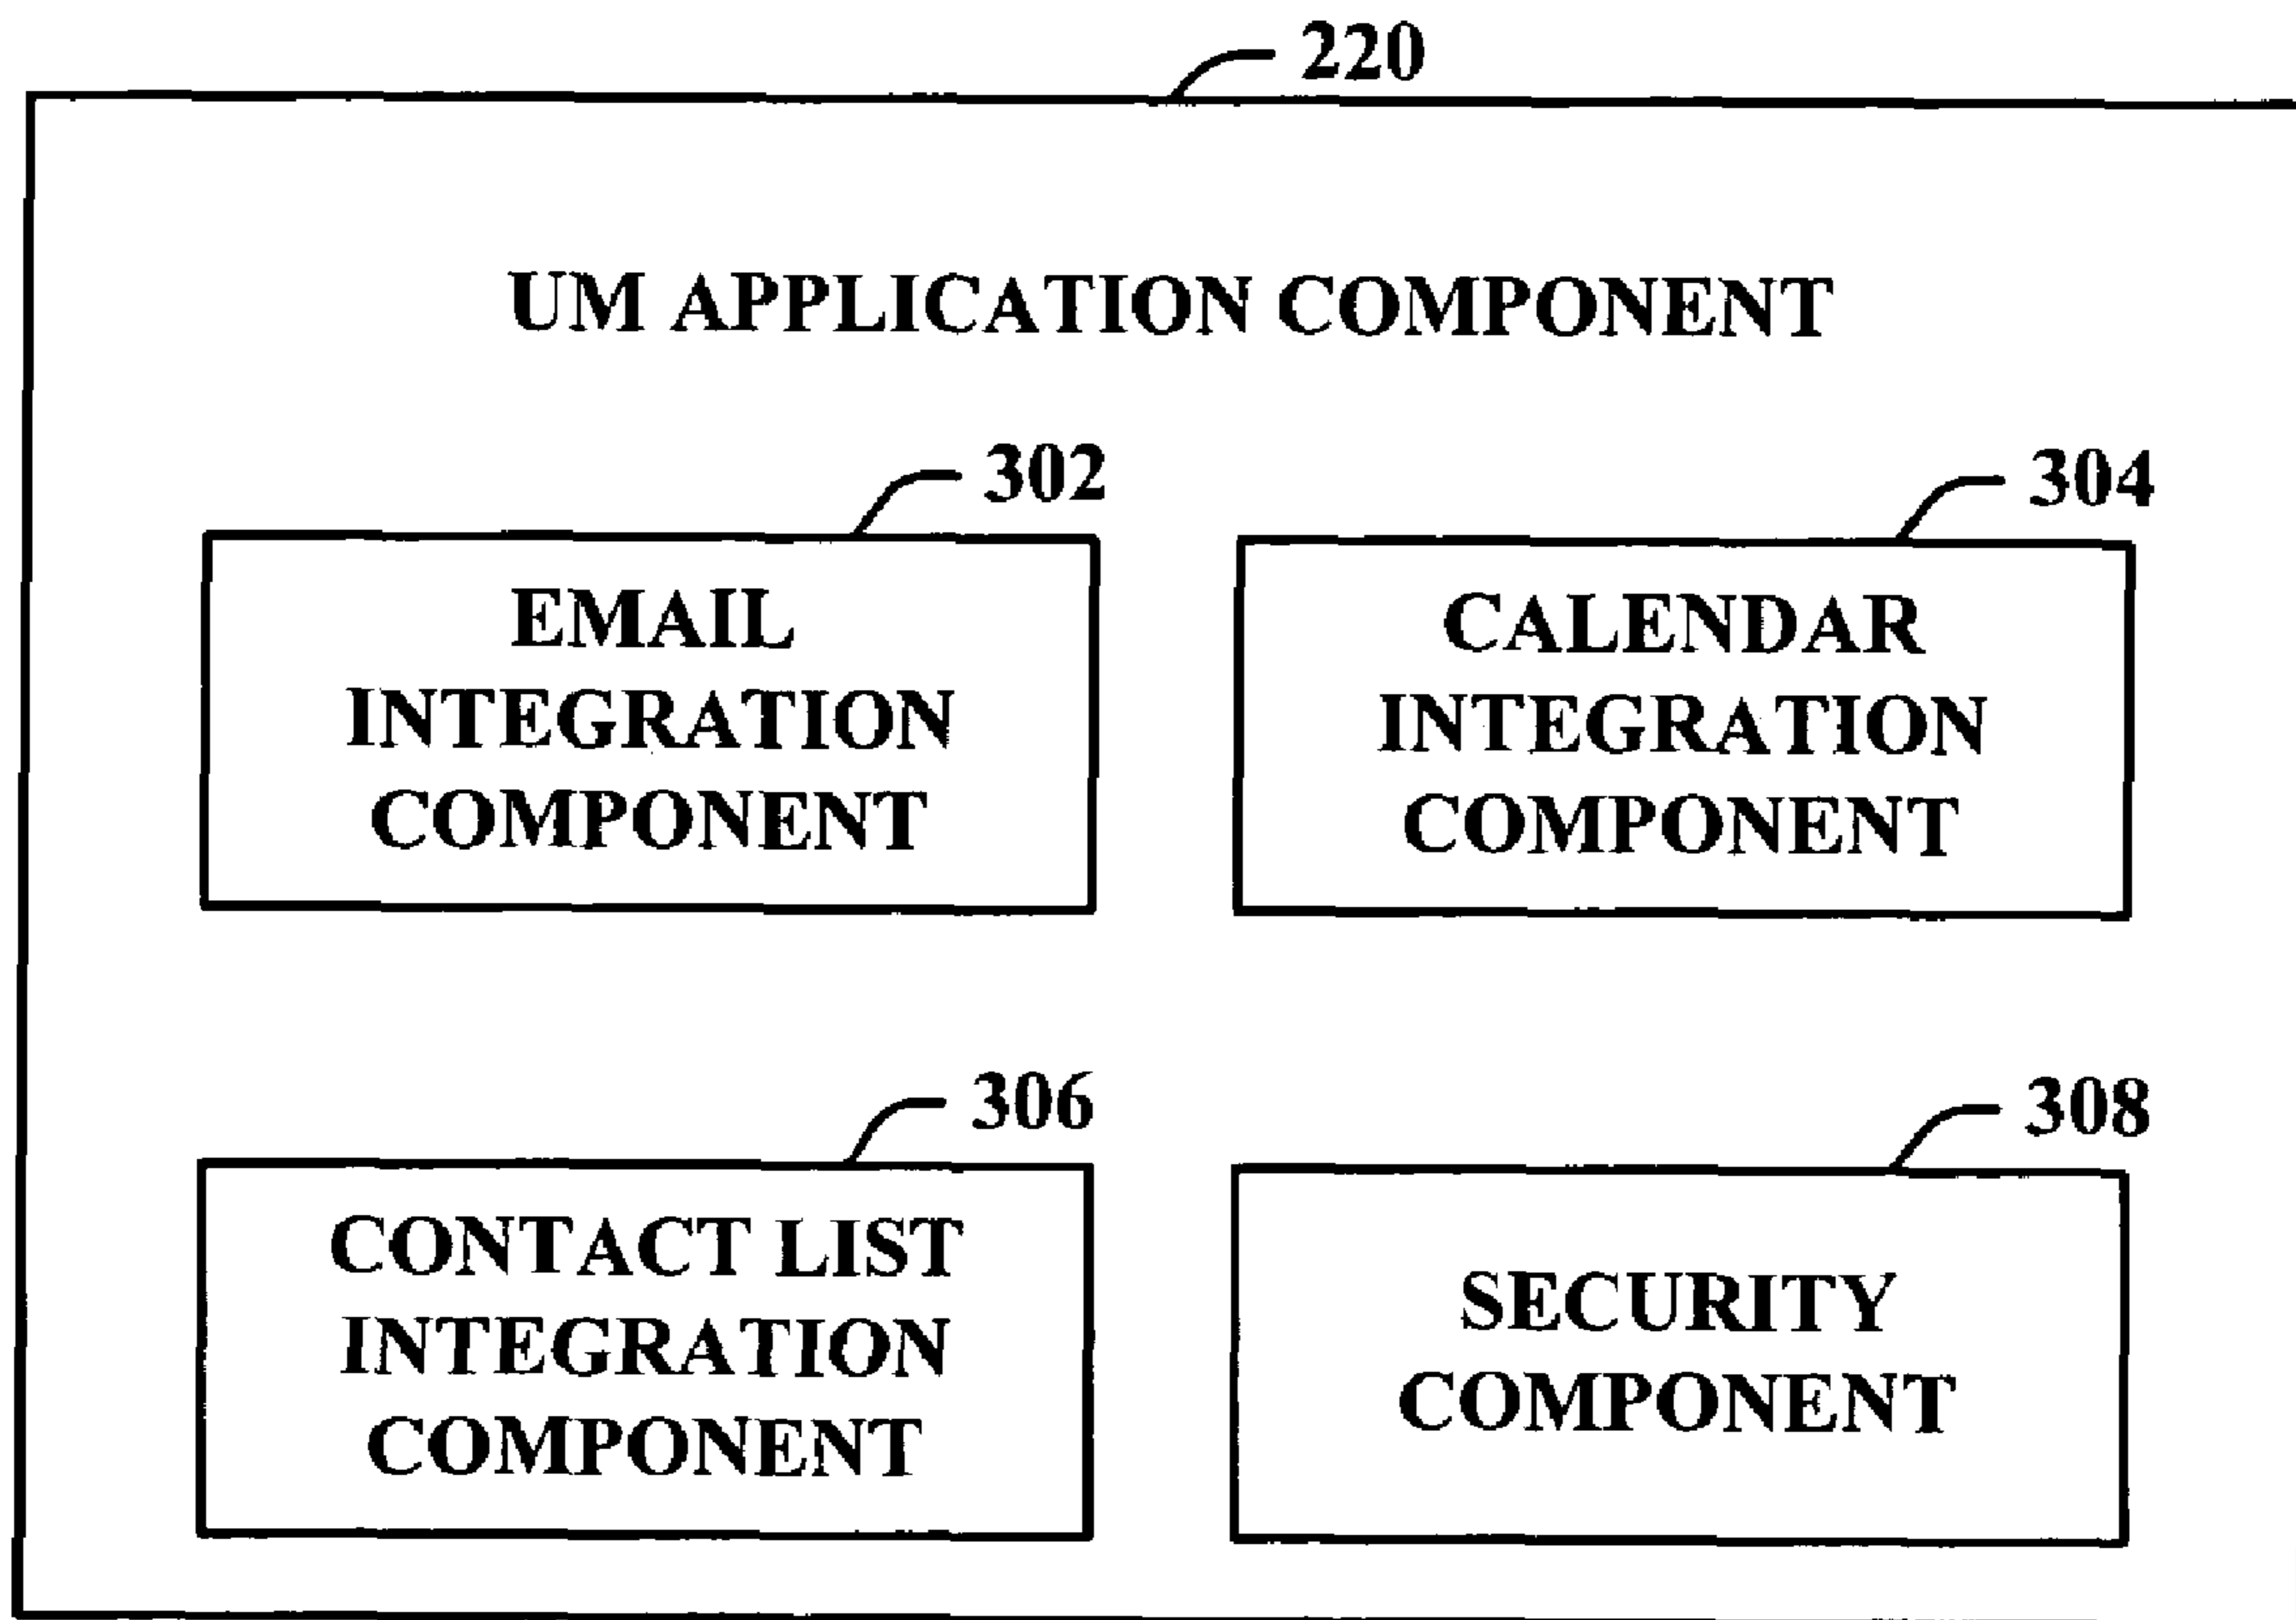 220
UM APPLICATION COMPONENT
302
EMAIL
INTEGRATION
COMPONENT
304
CALENDAR
INTEGRATION
COMPONENT
306
CONTACT LIST
INTEGRATION
COMPONENT
308
SECURITY
COMPONENT